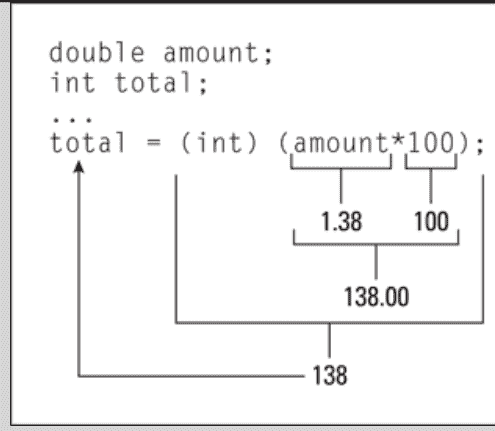 double amount;
int total;
...
total = (int) (amount*100);
1.38 100
138.00
138